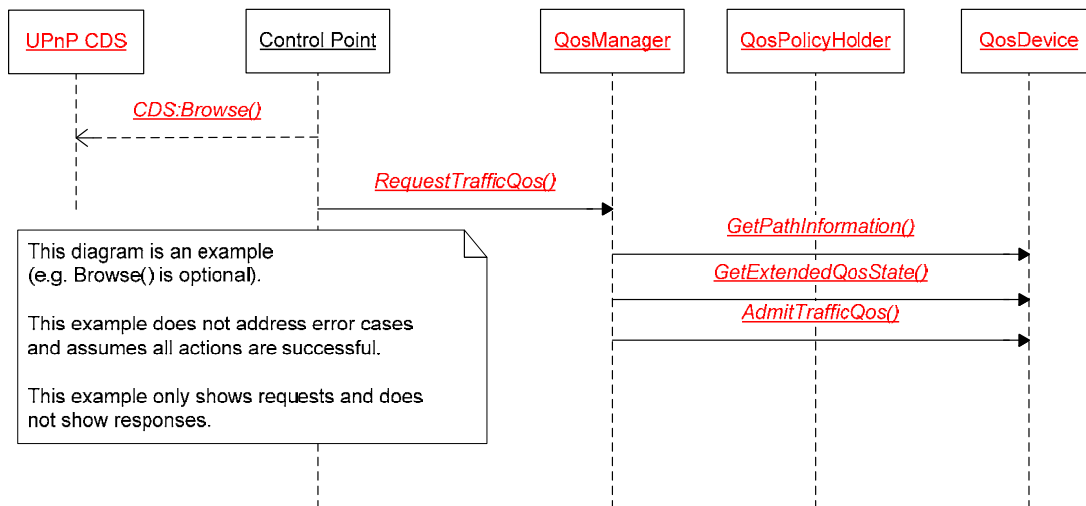 UPnP CDS
Control Point
QosManager
QosPolicyHolder
QosDevice
CDS:Browse()
RequestTrafficQos()
GetPathInformation()
GetExtendedQosState()
AdmitTrafficQos()
This diagram is an example
(e.g. Browse() is optional).
This example does not address error cases
and assumes all actions are successful.
This example only shows requests and does
not show responses.